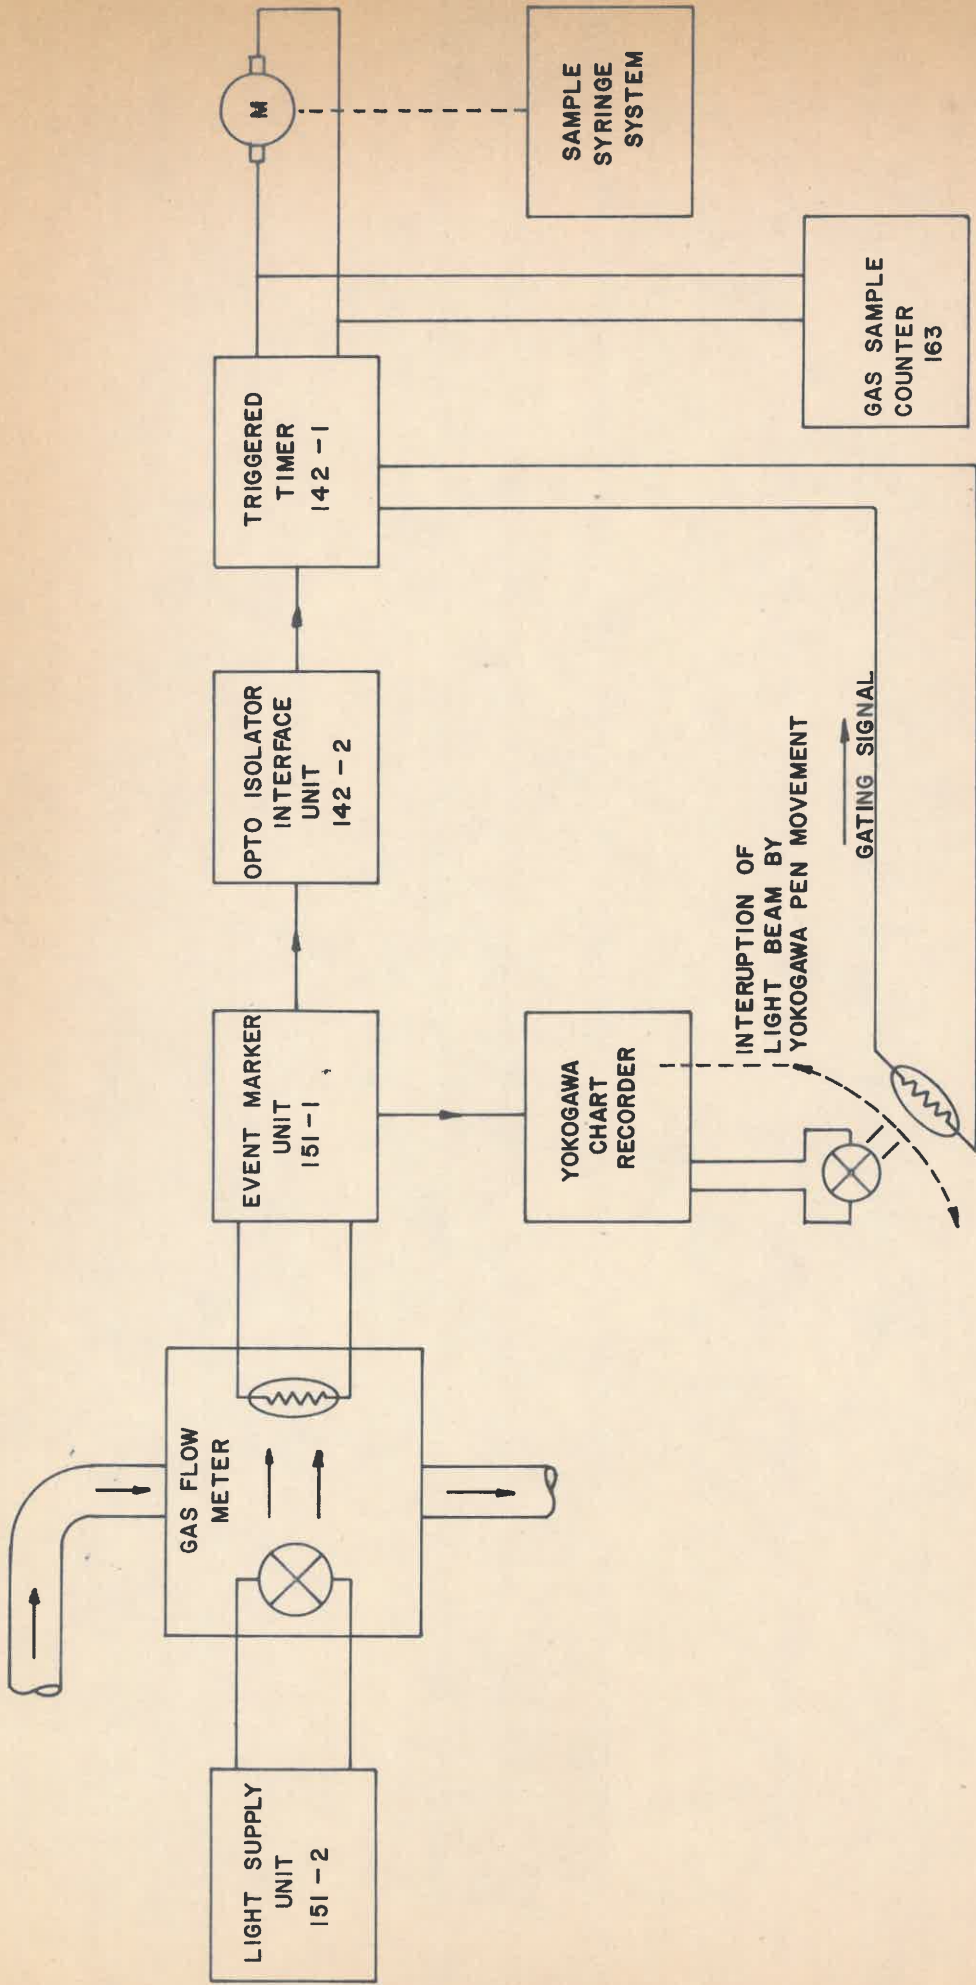 LIGHT SUPPLY
UNIT
151 - 2
GAS FLOW
METER
EVENT MARKER
UNIT
151 - 1
OPTO ISOLATOR
INTERFACE
UNIT
142 - 2
TRIGGERED
TIMER
142 - 1
M
SAMPLE
SYRINGE
SYSTEM
YOKOGAWA
CHART
RECORDER
INTERUPTION OF
LIGHT BEAM BY
YOKOGAWA PEN MOVEMENT
GATING SIGNAL
GAS SAMPLE
COUNTER
163